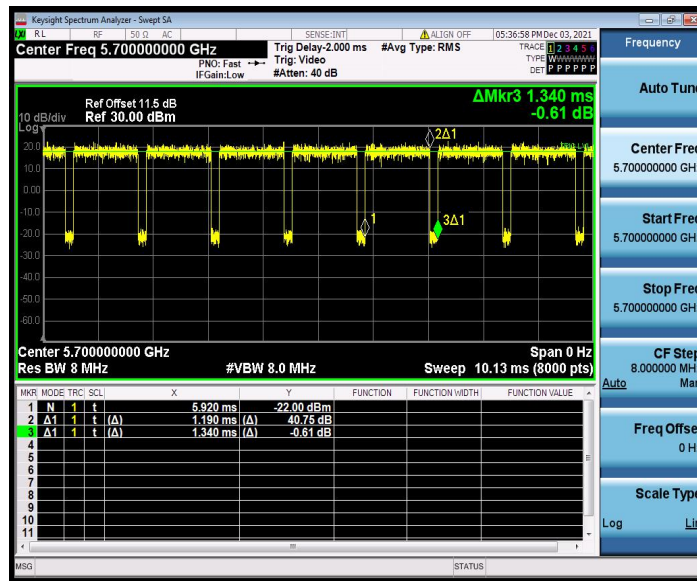 Keysight Spectrum Analyzer - Swept SA
LXI RL RF 50 Ω AC SENSE:INT ALIGN OFF 05:36:58 PM Dec 03, 2021
Center Freq 5.700000000 GHz
PNO: Fast
IFGain:Low
Trig Delay-2.000 ms
Trig: Video
#Atten: 40 dB
#Avg Type: RMS
TRACE 1 2 3 4 5 6
TYPE WWWWWW
DET P P P P P P
Frequency
Auto Tune
Center Freq
5.700000000 GH
Start Freq
5.700000000 GH
Stop Freq
5.700000000 GH
CF Step
8.000000 MH
Auto Man
Freq Offse
0 H
Scale Type
Log Lin
ΔMkr3 1.340 ms
-0.61 dB
Ref Offset 11.5 dB
10 dB/div Ref 30.00 dBm
Log
20.0
10.0
0.00
-10.0
-20.0
-30.0
-40.0
-50.0
-60.0
2Δ1
1
3Δ1
Center 5.700000000 GHz Span 0 Hz
Res BW 8 MHz #VBW 8.0 MHz Sweep 10.13 ms (8000 pts)
MKR MODE TRC SCL X Y FUNCTION FUNCTION WIDTH FUNCTION VALUE
1 N 1 t 5.920 ms -22.00 dBm
2 Δ1 1 t (Δ) 1.190 ms (Δ) 40.75 dB
3 Δ1 1 t (Δ) 1.340 ms (Δ) -0.61 dB
4
5
6
7
8
9
10
11
MSG STATUS